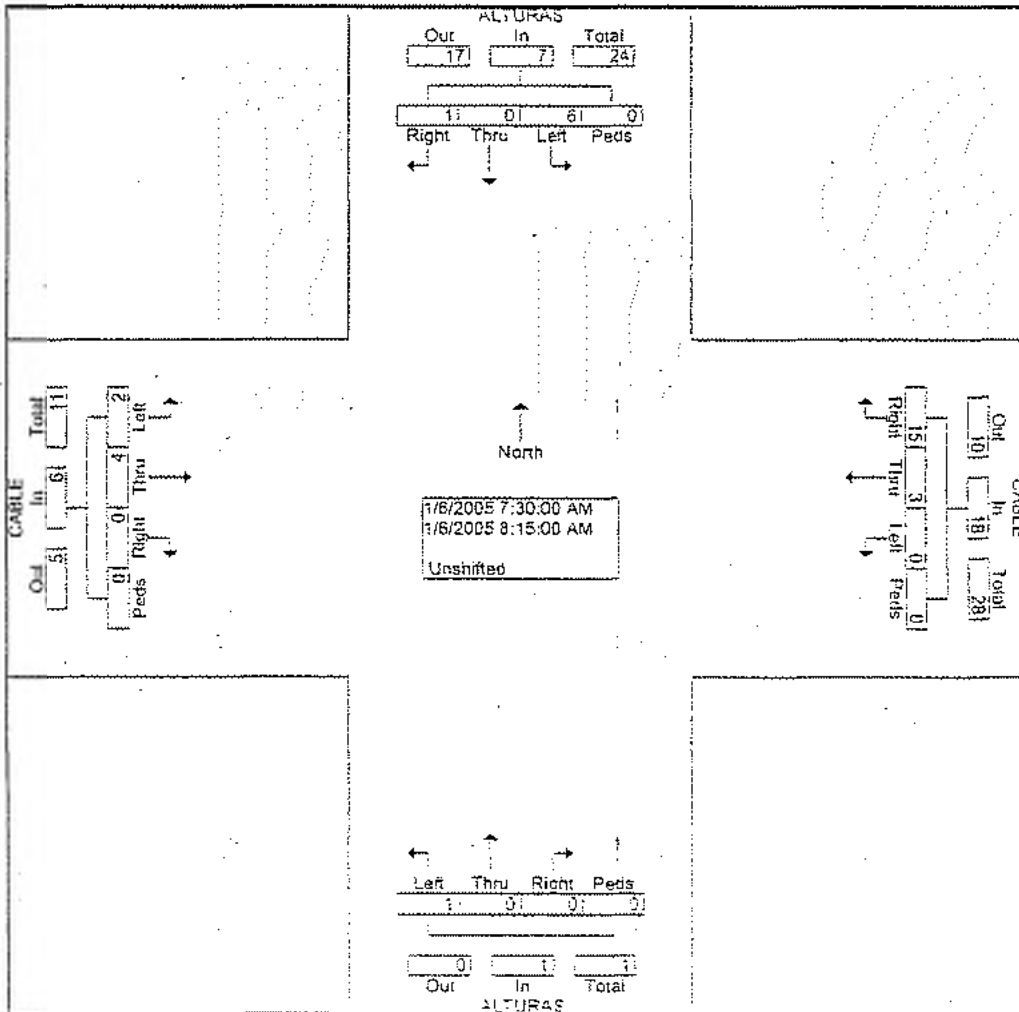 ALTURAS
Out In Total
17 7 24
1 0 6 0
Right Thru Left Peds
CABLE
Total In Out
11 6 5
2 4 0 0
Left Thru Right Peds
North
1/6/2005 7:30:00 AM
1/6/2005 8:15:00 AM
Unshifted
Right Thru Left Peds
15 3 0 0
Out In Total
10 18 28
CABLE
Left Thru Right Peds
1 0 0 0
0 1 1
Out In Total
ALTURAS